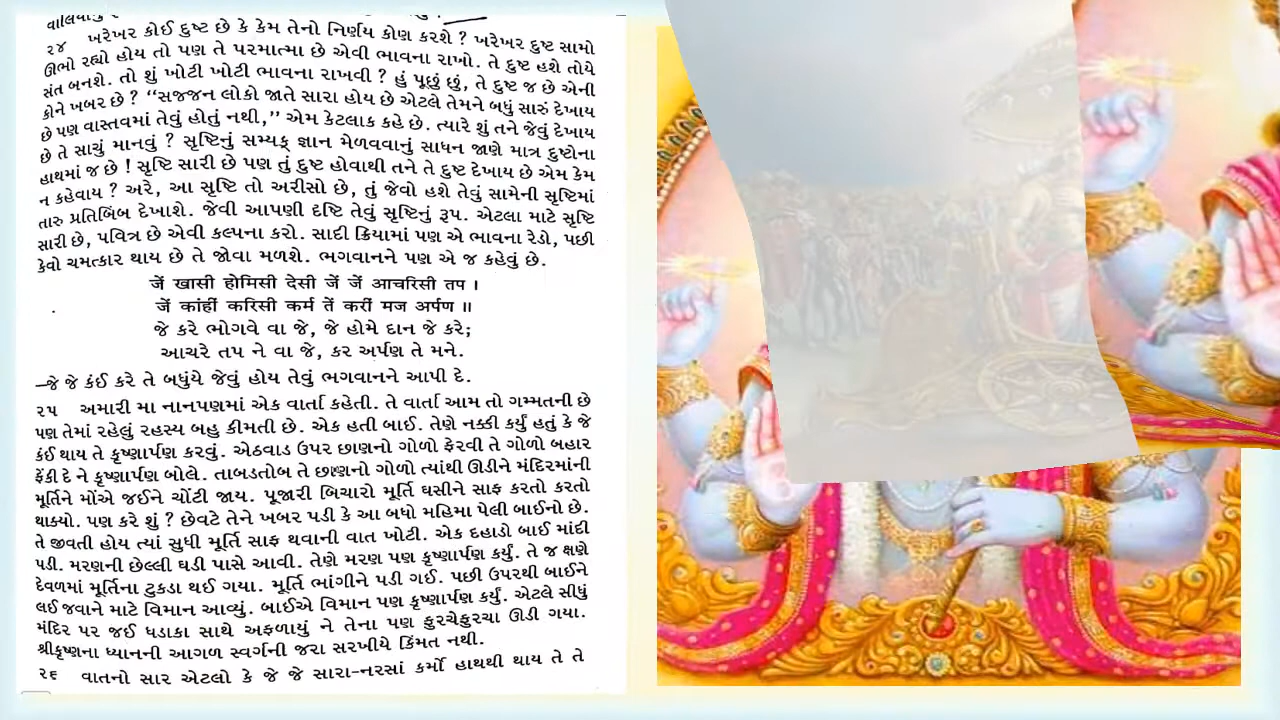 ૨૪ ખરેખર કોઈ દુષ્ટ છે કે કેમ તેનો નિર્ણય કોણ કરશે ? ખરેખર દુષ્ટ સામો
ઊભો રહ્યો હોય તો પણ તે પરમાત્મા છે એવી ભાવના રાખો. તે દુષ્ટ હશે તોયે
સંત બનશે. તો શું ખોટી ખોટી ભાવના રાખવી ? હું પૂછું છું, તે દુષ્ટ જ છે એની
કોને ખબર છે ? “સજ્જન લોકો જાતે સારા હોય છે એટલે તેમને બધું સારું દેખાય
છે પણ વાસ્તવમાં તેવું હોતું નથી,” એમ કેટલાક કહે છે. ત્યારે શું તને જેવું દેખાય
છે તે સાચું માનવું ? સૃષ્ટિનું સમ્યક્ જ્ઞાન મેળવવાનું સાધન જાણે માત્ર દુષ્ટોના
હાથમાં જ છે ! સૃષ્ટિ સારી છે પણ તું દુષ્ટ હોવાથી તને તે દુષ્ટ દેખાય છે એમ કેમ
ન કહેવાય ? અરે, આ સૃષ્ટિ તો અરીસો છે, તું જેવો હશે તેવું સામેની સૃષ્ટિમાં
તારુ પ્રતિબિંબ દેખાશે. જેવી આપણી દૃષ્ટિ તેવું સૃષ્ટિનું રૂપ. એટલા માટે સૃષ્ટિ
સારી છે, પવિત્ર છે એવી કલ્પના કરો. સાદી ક્રિયામાં પણ એ ભાવના રેડો, પછી
કેવો ચમત્કાર થાય છે તે જોવા મળશે. ભગવાનને પણ એ જ કહેવું છે.
जें खासी होमिसी देसी जें जें आचरिसी तप ।
जें कांहीं करिसी कर्म तें करीं मज अर्पण ॥
જે કરે ભોગવે વા જે, જે હોમે દાન જે કરે;
આચરે તપ ને વા જે, કર અર્પણ તે મને.
—જે જે કંઈ કરે તે બધુંયે જેવું હોય તેવું ભગવાનને આપી દે.
૨૫ અમારી મા નાનપણમાં એક વાર્તા કહેતી. તે વાર્તા આમ તો ગમ્મતની છે
પણ તેમાં રહેલું રહસ્ય બહુ કીમતી છે. એક હતી બાઈ. તેણે નક્કી કર્યું હતું કે જે
કંઈ થાય તે કૃષ્ણાર્પણ કરવું. એઠવાડ ઉપર છાણનો ગોળો ફેરવી તે ગોળો બહાર
ફેંકી દે ને કૃષ્ણાર્પણ બોલે. તાબડતોબ તે છાણનો ગોળો ત્યાંથી ઊડીને મંદિરમાંની
મૂર્તિને મોંએ જઈને ચોંટી જાય. પૂજારી બિચારો મૂર્તિ ઘસીને સાફ કરતો કરતો
થાક્યો. પણ કરે શું ? છેવટે તેને ખબર પડી કે આ બધો મહિમા પેલી બાઈનો છે.
તે જીવતી હોય ત્યાં સુધી મૂર્તિ સાફ થવાની વાત ખોટી. એક દહાડો બાઈ માંદી
પડી. મરણની છેલ્લી ઘડી પાસે આવી. તેણે મરણ પણ કૃષ્ણાર્પણ કર્યું. તે જ ક્ષણે
દેવળમાં મૂર્તિના ટુકડા થઈ ગયા. મૂર્તિ ભાંગીને પડી ગઈ. પછી ઉપરથી બાઈને
લઈ જવાને માટે વિમાન આવ્યું. બાઈએ વિમાન પણ કૃષ્ણાર્પણ કર્યું. એટલે સીધું
મંદિર પર જઈ ધડાકા સાથે અફળાયું ને તેના પણ ફુરચેફુરચા ઊડી ગયા.
શ્રીકૃષ્ણના ધ્યાનની આગળ સ્વર્ગની જરા સરખીયે કિંમત નથી.
૨૬ વાતનો સાર એટલો કે જે જે સારા-નરસાં કર્મો હાથથી થાય તે તે